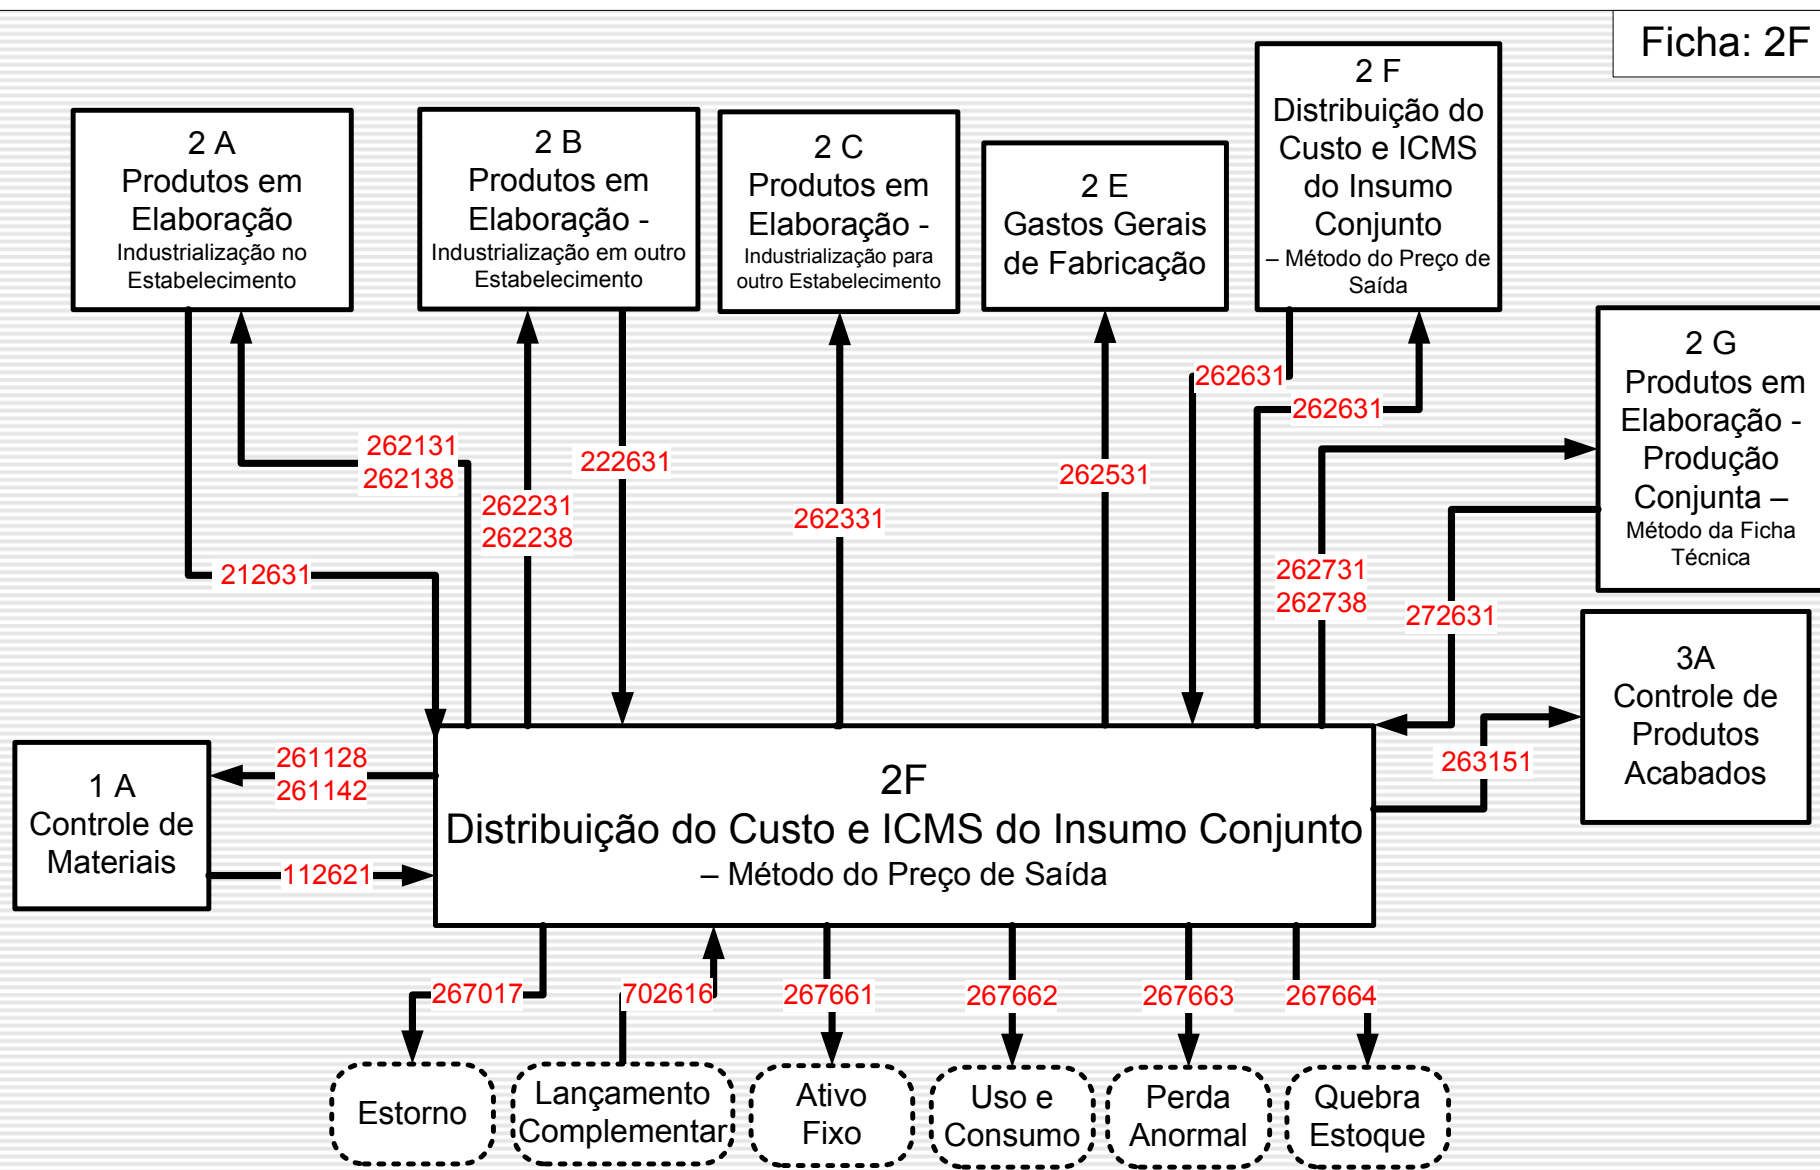 Ficha: 2F
2 A
Produtos em
Elaboração
Industrialização no
Estabelecimento
2 B
Produtos em
Elaboração -
Industrialização em outro
Estabelecimento
2 C
Produtos em
Elaboração -
Industrialização para
outro Estabelecimento
2 E
Gastos Gerais
de Fabricação
2 F
Distribuição do
Custo e ICMS
do Insumo
Conjunto
– Método do Preço de
Saída
2 G
Produtos em
Elaboração -
Produção
Conjunta –
Método da Ficha
Técnica
262631
262631
262131
262138
222631
262231
262238
262331
262531
212631
262731
262738
272631
3A
Controle de
Produtos
Acabados
263151
1 A
Controle de
Materiais
261128
261142
112621
2F
Distribuição do Custo e ICMS do Insumo Conjunto
– Método do Preço de Saída
267017
702616
267661
267662
267663
267664
Estorno
Lançamento
Complementar
Ativo
Fixo
Uso e
Consumo
Perda
Anormal
Quebra
Estoque